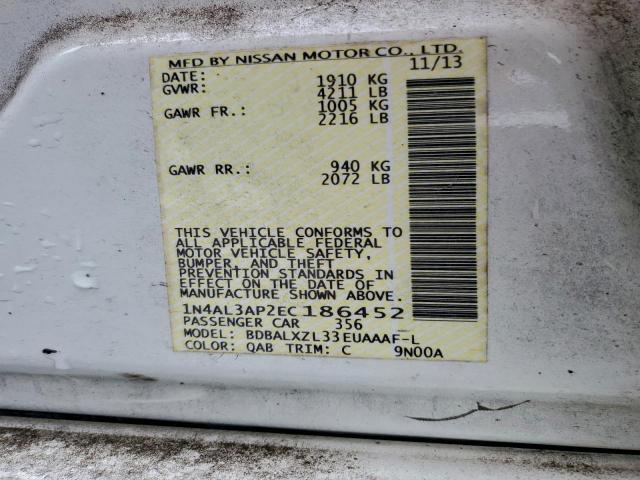 MFD BY NISSAN MOTOR CO., LTD.
DATE: 11/13
GVWR: 1910 KG
4211 LB
GAWR FR.: 1005 KG
2216 LB
GAWR RR.: 940 KG
2072 LB
THIS VEHICLE CONFORMS TO
ALL APPLICABLE FEDERAL
MOTOR VEHICLE SAFETY,
BUMPER, AND THEFT
PREVENTION STANDARDS IN
EFFECT ON THE DATE OF
MANUFACTURE SHOWN ABOVE.
1N4AL3AP2EC186452
PASSENGER CAR 356
MODEL: BDBALXZL33EUAAAF-L
COLOR: QAB TRIM: C 9N00A